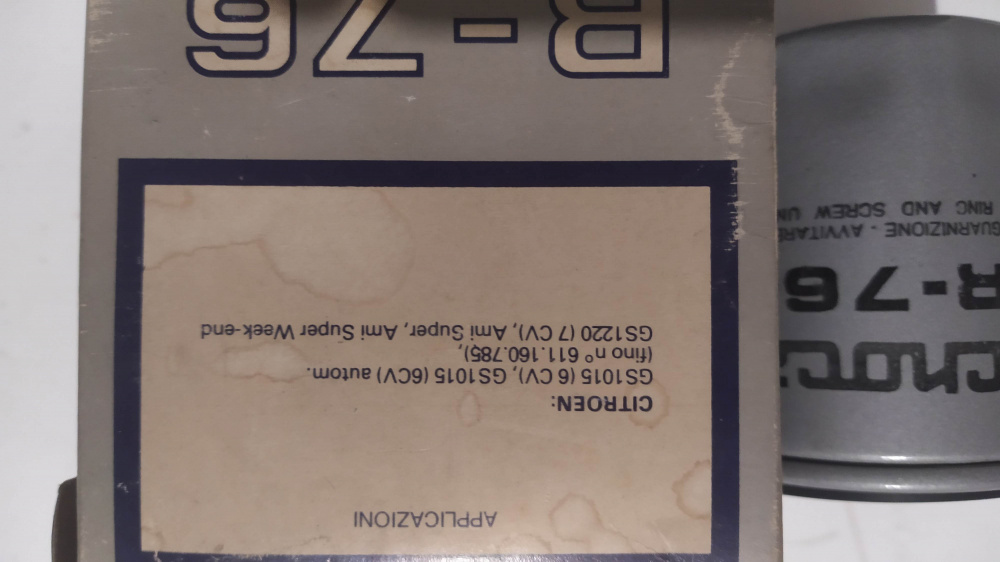 APPLICAZIONI
CITROEN:
GS1015 (6 CV), GS1015 (6CV) autom.
(fino n° 611.160.785),
GS1220 (7 CV), Ami Super, Ami Super Week-end
R-76
R-76
GUARNIZIONE - AVVITARE
RING AND SCREW